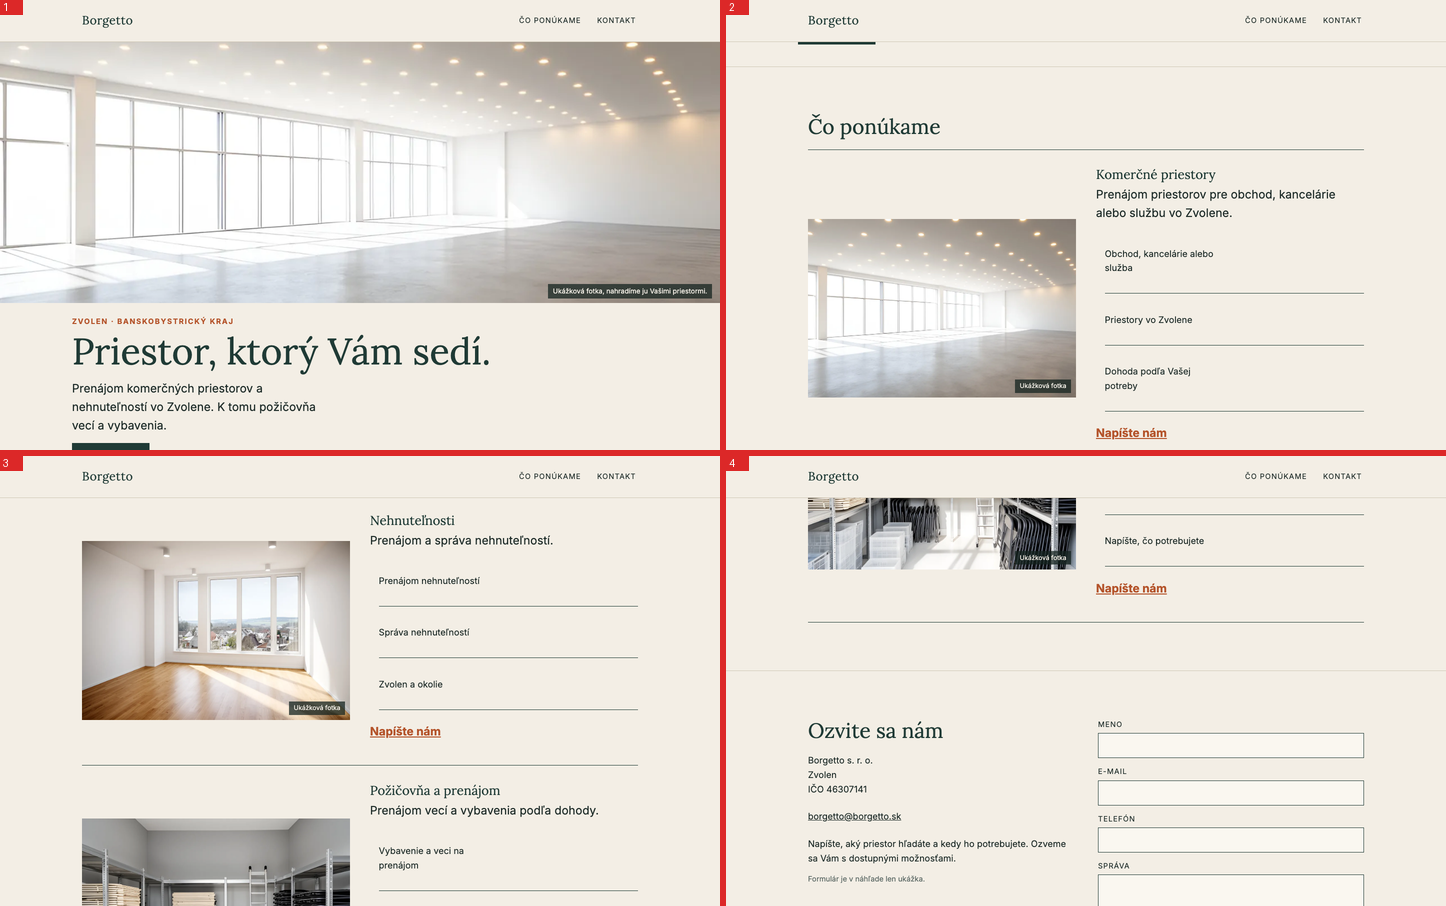 1
Borgetto
ČO PONÚKAME KONTAKT
Ukážková fotka, nahradíme ju Vašimi priestormi.
ZVOLEN · BANSKOBYSTRICKÝ KRAJ
Priestor, ktorý Vám sedí.
Prenájom komerčných priestorov a
nehnuteľností vo Zvolene. K tomu požičovňa
vecí a vybavenia.
2
Borgetto
ČO PONÚKAME KONTAKT
Čo ponúkame
Komerčné priestory
Prenájom priestorov pre obchod, kancelárie
alebo službu vo Zvolene.
Ukážková fotka
Obchod, kancelárie alebo
služba
Priestory vo Zvolene
Dohoda podľa Vašej
potreby
Napíšte nám
3
Borgetto
ČO PONÚKAME KONTAKT
Nehnuteľnosti
Prenájom a správa nehnuteľností.
Ukážková fotka
Prenájom nehnuteľností
Správa nehnuteľností
Zvolen a okolie
Napíšte nám
Požičovňa a prenájom
Prenájom vecí a vybavenia podľa dohody.
Vybavenie a veci na
prenájom
4
Borgetto
ČO PONÚKAME KONTAKT
Ukážková fotka
Napíšte, čo potrebujete
Napíšte nám
Ozvite sa nám
Borgetto s. r. o.
Zvolen
IČO 46307141
borgetto@borgetto.sk
Napíšte, aký priestor hľadáte a kedy ho potrebujete. Ozveme
sa Vám s dostupnými možnosťami.
Formulár je v náhľade len ukážka.
MENO
E-MAIL
TELEFÓN
SPRÁVA